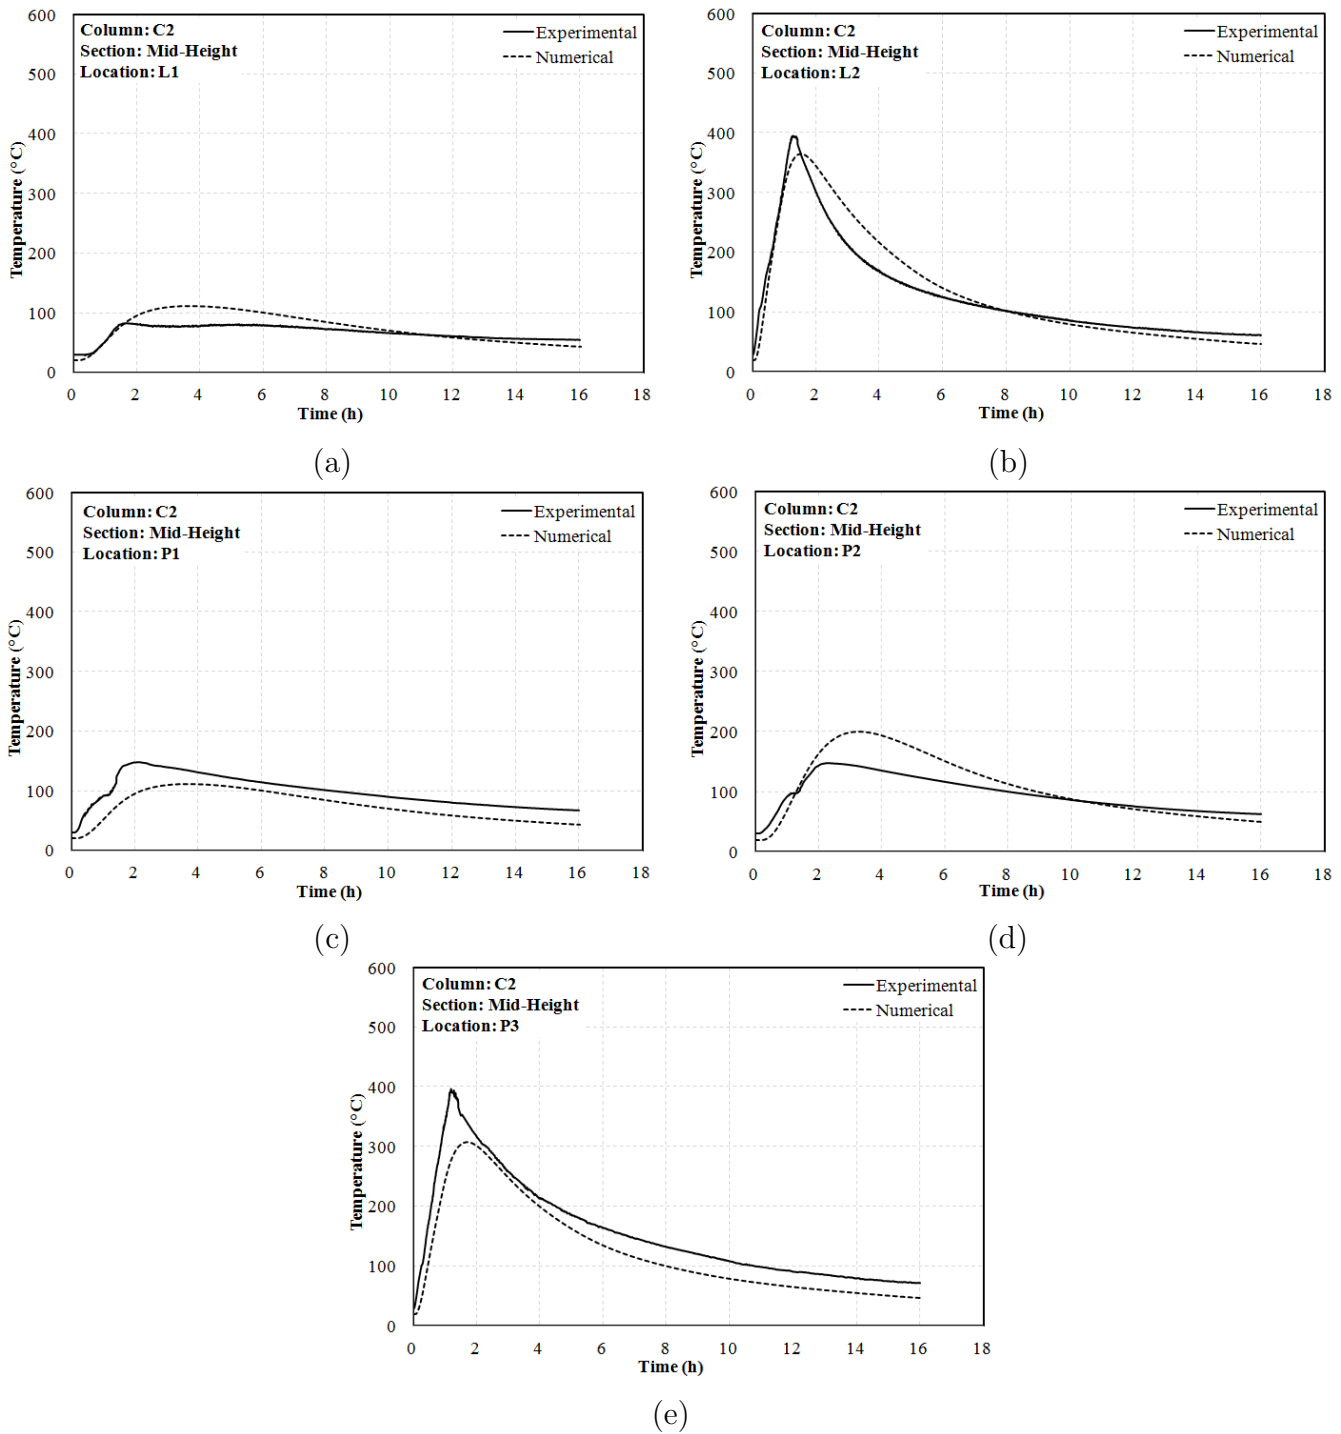 Column: C2
Section: Mid-Height
Location: L1
Experimental
Numerical
Temperature (°C)
600
500
400
300
200
100
0
0 2 4 6 8 10 12 14 16 18
Time (h)
(a)
Column: C2
Section: Mid-Height
Location: L2
Experimental
Numerical
Temperature (°C)
600
500
400
300
200
100
0
0 2 4 6 8 10 12 14 16 18
Time (h)
(b)
Column: C2
Section: Mid-Height
Location: P1
Experimental
Numerical
Temperature (°C)
600
500
400
300
200
100
0
0 2 4 6 8 10 12 14 16 18
Time (h)
(c)
Column: C2
Section: Mid-Height
Location: P2
Experimental
Numerical
Temperature (°C)
600
500
400
300
200
100
0
0 2 4 6 8 10 12 14 16 18
Time (h)
(d)
Column: C2
Section: Mid-Height
Location: P3
Experimental
Numerical
Temperature (°C)
600
500
400
300
200
100
0
0 2 4 6 8 10 12 14 16 18
Time (h)
(e)